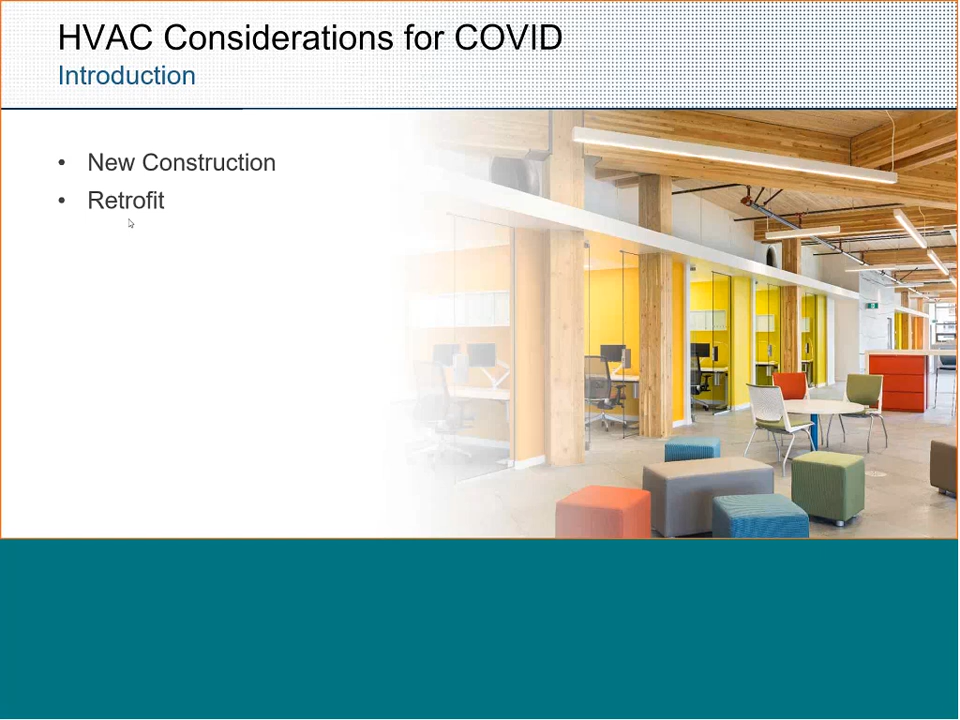 HVAC Considerations for COVID
Introduction
• New Construction
• Retrofit